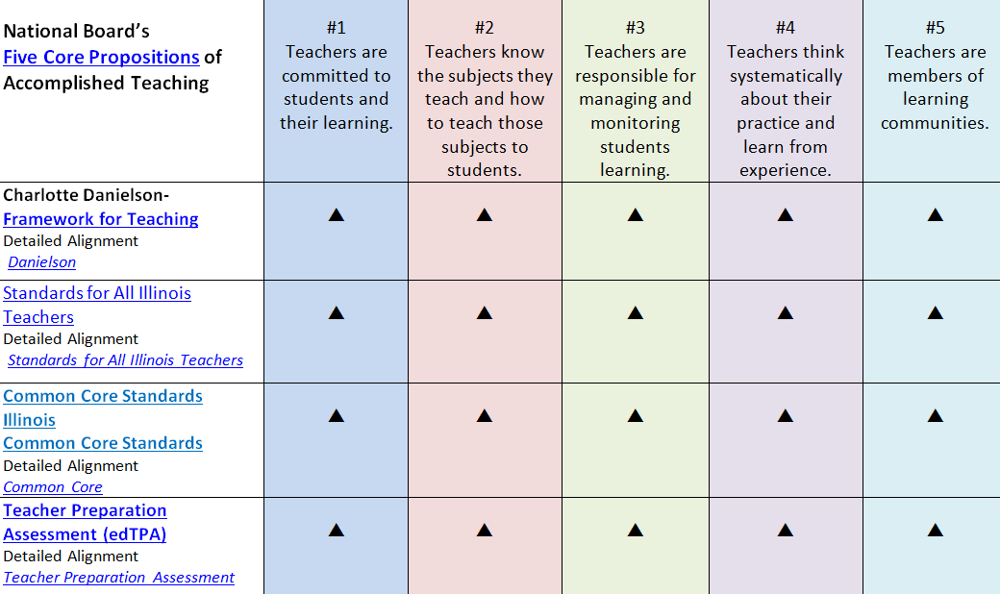 National Board’s
Five Core Propositions of
Accomplished Teaching
#1
Teachers are
committed to
students and
their learning.
#2
Teachers know
the subjects they
teach and how
to teach those
subjects to
students.
#3
Teachers are
responsible for
managing and
monitoring
students
learning.
#4
Teachers think
systematically
about their
practice and
learn from
experience.
#5
Teachers are
members of
learning
communities.
Charlotte Danielson-
Framework for Teaching
Detailed Alignment
Danielson
▲ ▲ ▲ ▲ ▲
Standards for All Illinois
Teachers
Detailed Alignment
Standards for All Illinois Teachers
▲ ▲ ▲ ▲ ▲
Common Core Standards
Illinois
Common Core Standards
Detailed Alignment
Common Core
▲ ▲ ▲ ▲ ▲
Teacher Preparation
Assessment (edTPA)
Detailed Alignment
Teacher Preparation Assessment
▲ ▲ ▲ ▲ ▲